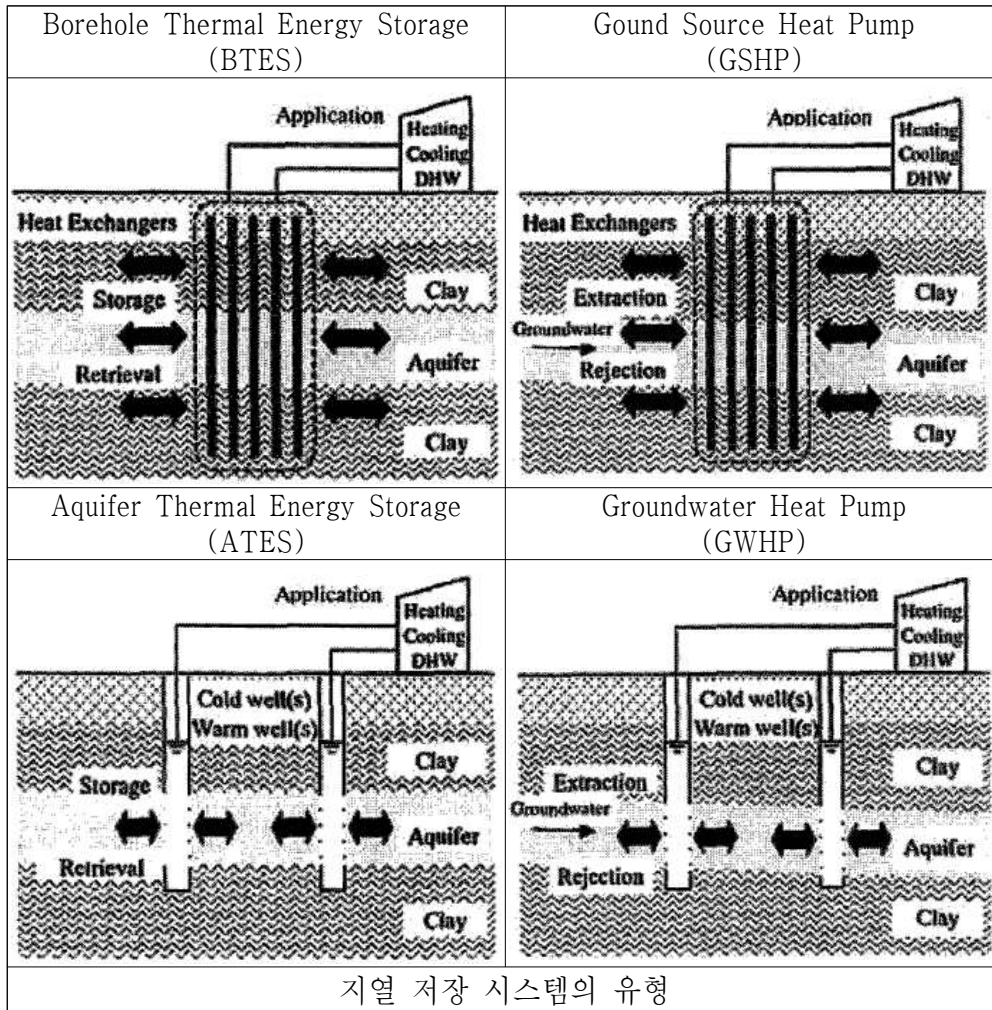 Borehole Thermal Energy Storage
(BTES)
Gound Source Heat Pump
(GSHP)
Application
Heating
Cooling
DHW
Heat Exchangers
Storage
Retrieval
Clay
Aquifer
Clay
Application
Heating
Cooling
DHW
Heat Exchangers
Extraction
Groundwater
Rejection
Clay
Aquifer
Clay
Aquifer Thermal Energy Storage
(ATES)
Groundwater Heat Pump
(GWHP)
Application
Heating
Cooling
DHW
Cold well(s)
Warm well(s)
Clay
Storage
Aquifer
Retrieval
Clay
Application
Heating
Cooling
DHW
Cold well(s)
Warm well(s)
Clay
Extraction
Groundwater
Aquifer
Rejection
Clay
지열 저장 시스템의 유형